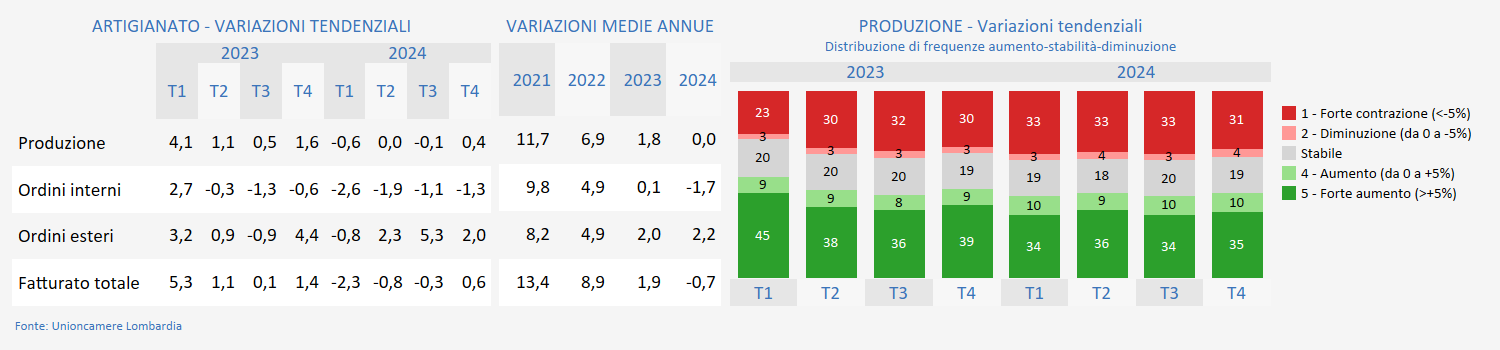 ARTIGIANATO - VARIAZIONI TENDENZIALI
2023 2024
T1 T2 T3 T4 T1 T2 T3 T4
Produzione 4,1 1,1 0,5 1,6 -0,6 0,0 -0,1 0,4
Ordini interni 2,7 -0,3 -1,3 -0,6 -2,6 -1,9 -1,1 -1,3
Ordini esteri 3,2 0,9 -0,9 4,4 -0,8 2,3 5,3 2,0
Fatturato totale 5,3 1,1 0,1 1,4 -2,3 -0,8 -0,3 0,6
Fonte: Unioncamere Lombardia
VARIAZIONI MEDIE ANNUE
2021 2022 2023 2024
11,7 6,9 1,8 0,0
9,8 4,9 0,1 -1,7
8,2 4,9 2,0 2,2
13,4 8,9 1,9 -0,7
PRODUZIONE - Variazioni tendenziali
Distribuzione di frequenze aumento-stabilità-diminuzione
2023 2024
23 30 32 30 33 33 33 31
3 3 3 3 3 4 3 4
20 20 20 19 19 18 20 19
9 9 8 9 10 9 10 10
45 38 36 39 34 36 34 35
T1 T2 T3 T4 T1 T2 T3 T4
1 - Forte contrazione (<-5%)
2 - Diminuzione (da 0 a -5%)
Stabile
4 - Aumento (da 0 a +5%)
5 - Forte aumento (>+5%)